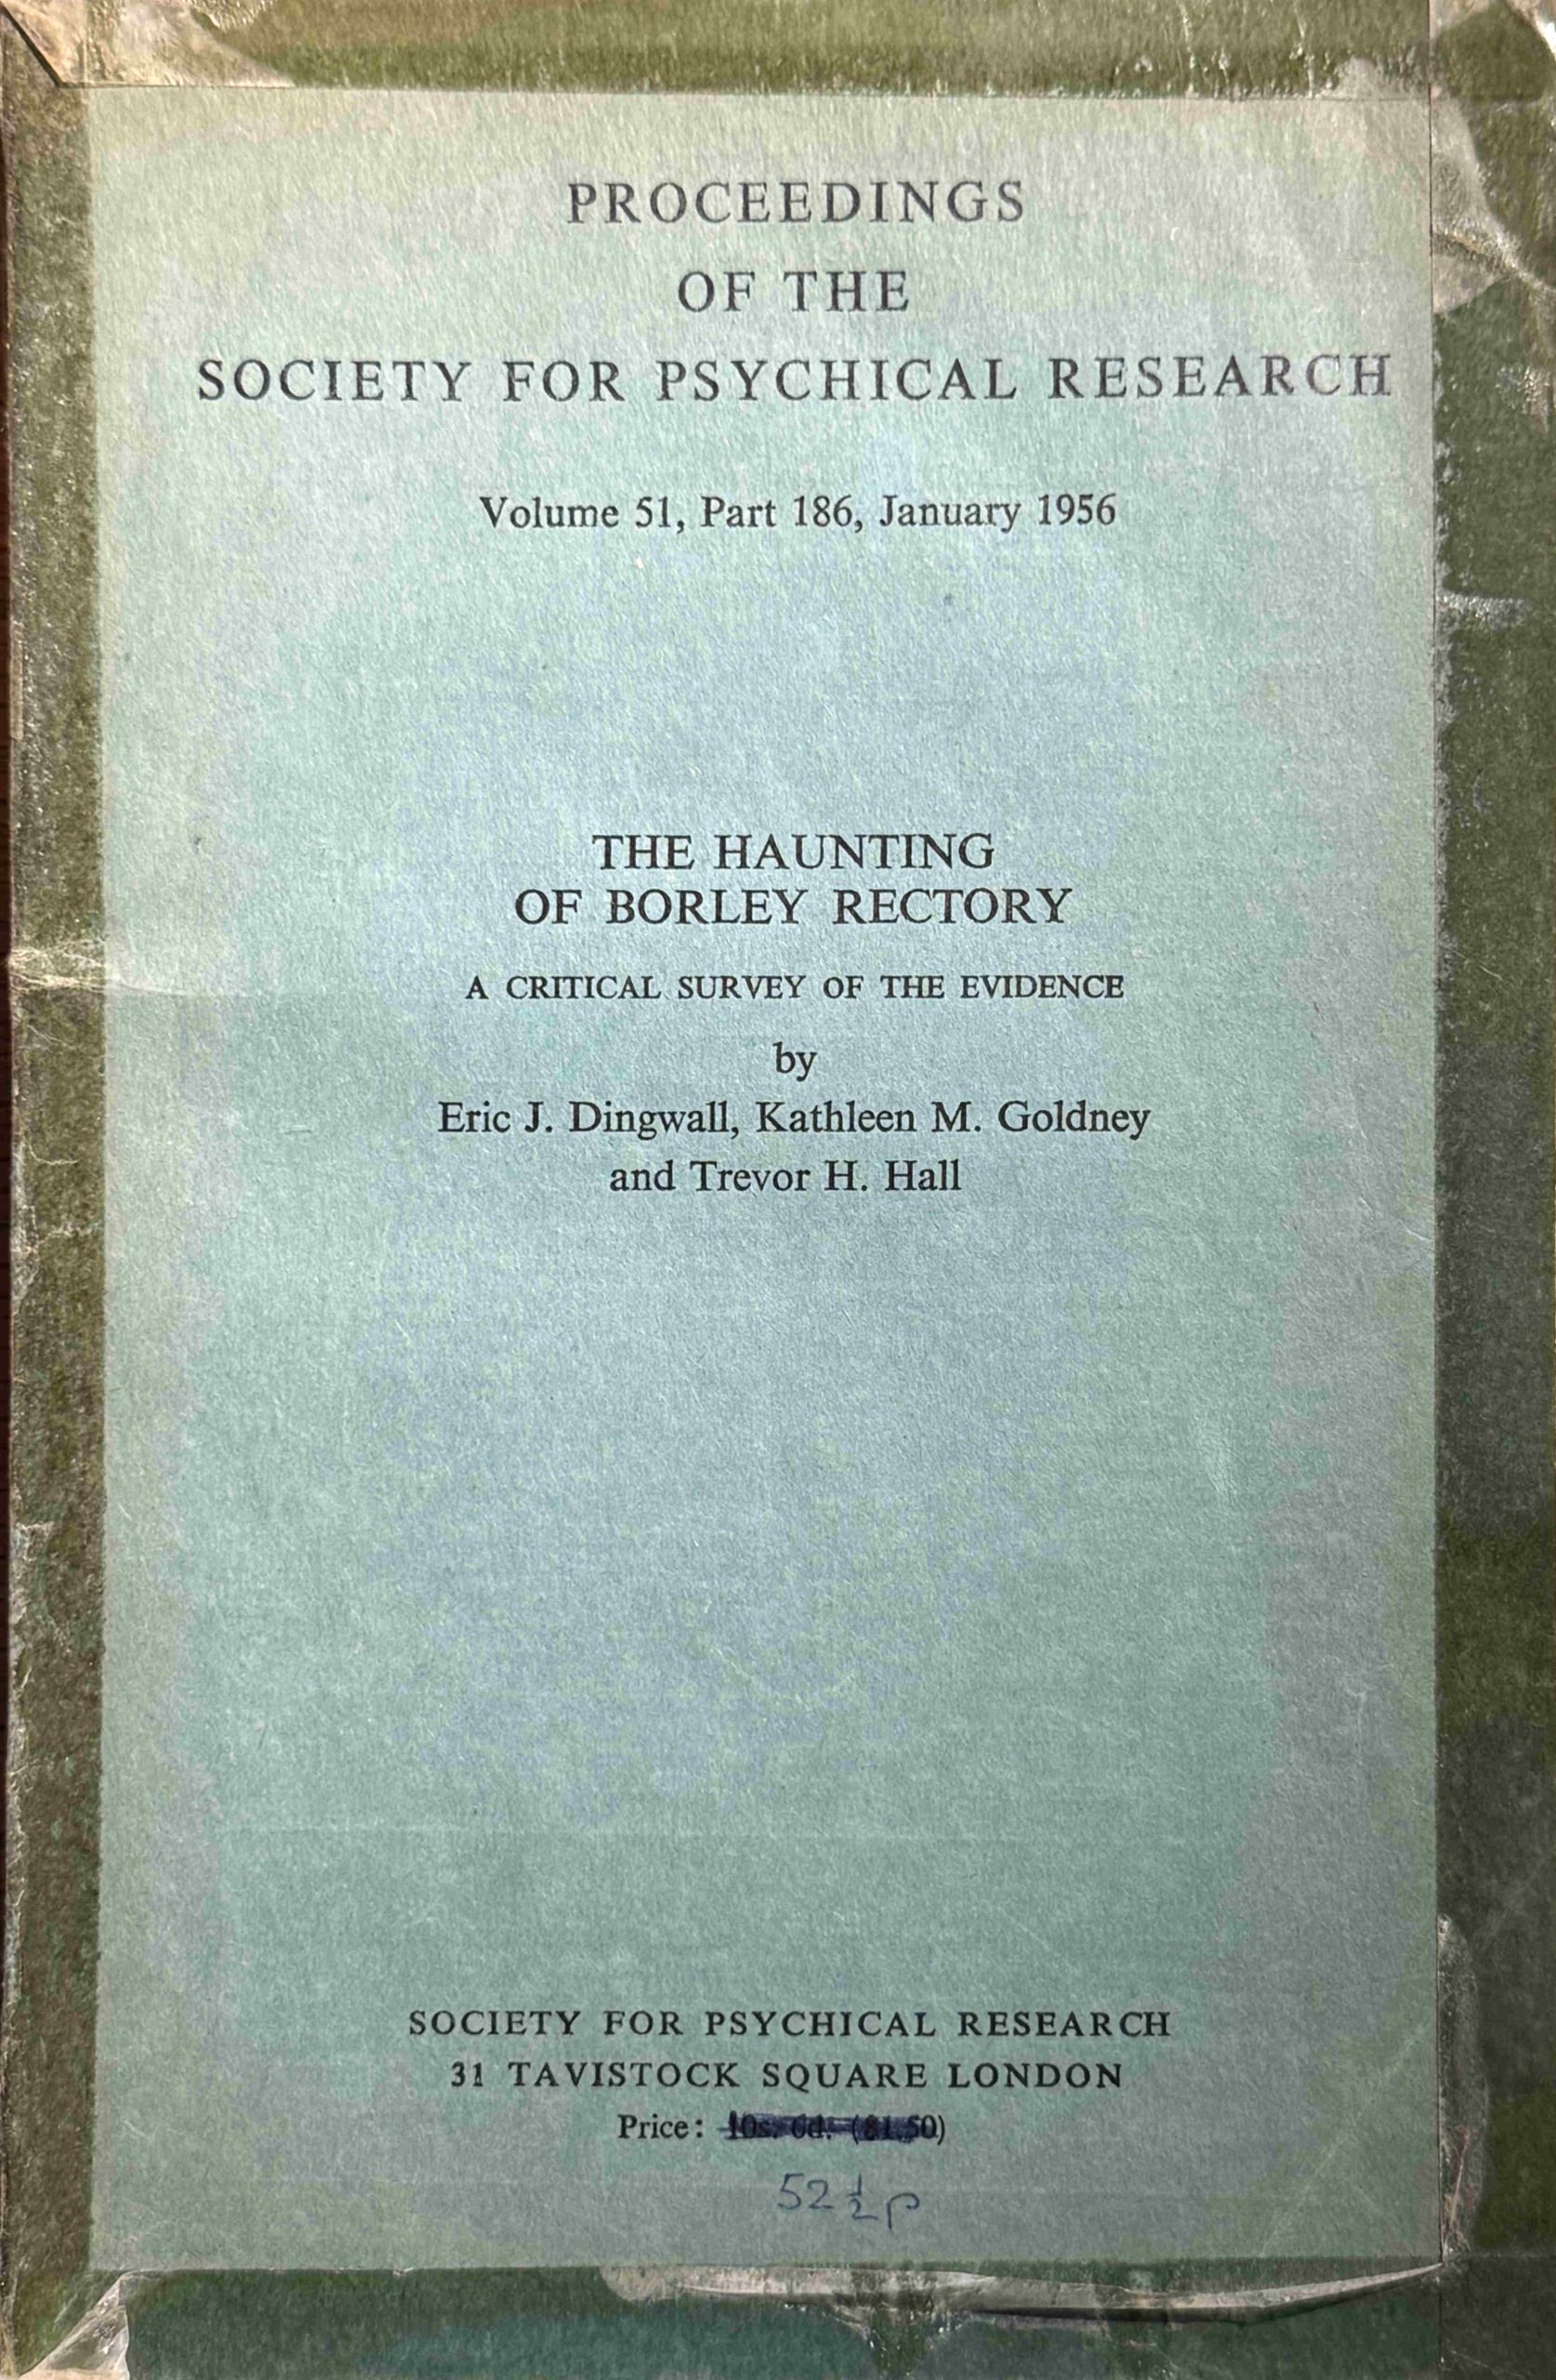 PROCEEDINGS
OF THE
SOCIETY FOR PSYCHICAL RESEARCH
Volume 51, Part 186, January 1956
THE HAUNTING
OF BORLEY RECTORY
A CRITICAL SURVEY OF THE EVIDENCE
by
Eric J. Dingwall, Kathleen M. Goldney
and Trevor H. Hall
SOCIETY FOR PSYCHICAL RESEARCH
31 TAVISTOCK SQUARE LONDON
Price: 10s. 6d. ($1.50)
52½p